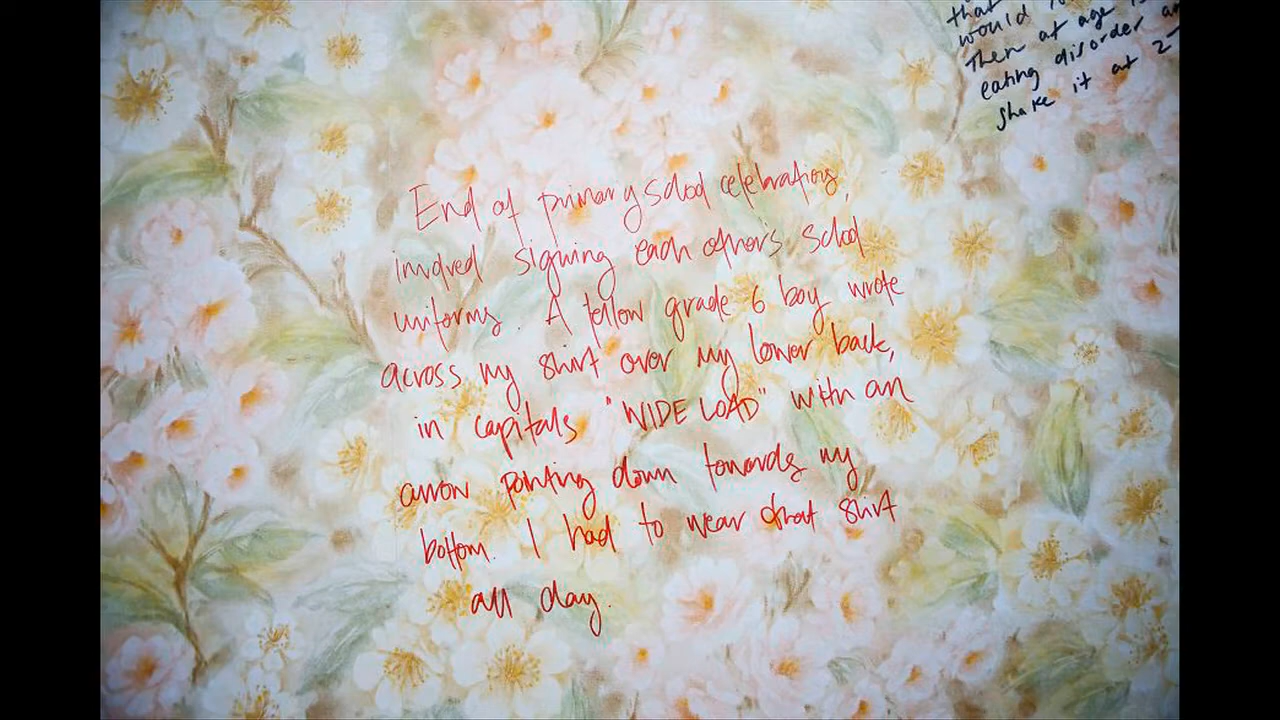 that
would
Then at age
eating disorder
shake it at 2
End of primary school celebrations,
involved signing each other's school
uniforms. A fellow grade 6 boy wrote
across my shirt over my lower back,
in capitals "WIDE LOAD" with an
arrow pointing down towards my
bottom. I had to wear that shirt
all day.